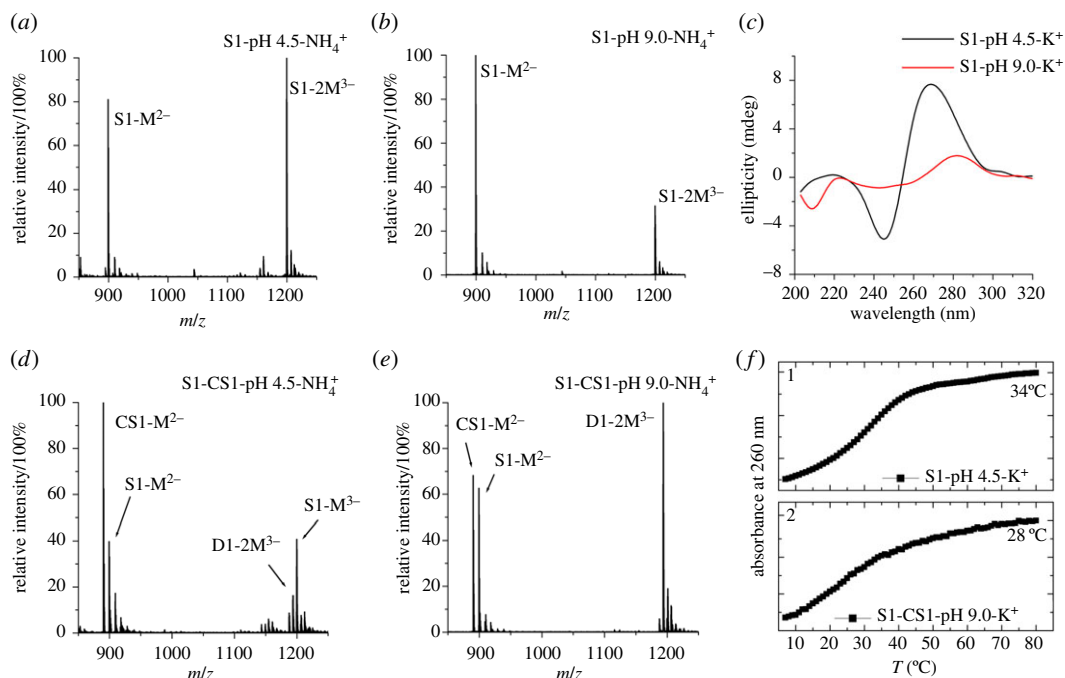 (a)
S1-pH 4.5-NH4+
100
80
60
40
20
0
relative intensity/100%
S1-M2–
S1-2M3–
900
1000
1100
1200
m/z
(b)
S1-pH 9.0-NH4+
100
80
60
40
20
0
relative intensity/100%
S1-M2–
S1-2M3–
900
1000
1100
1200
m/z
(c)
S1-pH 4.5-K+
S1-pH 9.0-K+
8
4
0
–4
–8
ellipticity (mdeg)
200 220 240 260 280 300 320
wavelength (nm)
(d)
S1-CS1-pH 4.5-NH4+
100
80
60
40
20
0
relative intensity/100%
CS1-M2–
S1-M2–
S1-M3–
D1-2M3–
900
1000
1100
1200
m/z
(e)
S1-CS1-pH 9.0-NH4+
100
80
60
40
20
0
relative intensity/100%
D1-2M3–
CS1-M2–
S1-M2–
900
1000
1100
1200
m/z
(f)
absorbance at 260 nm
1
34ºC
S1-pH 4.5-K+
2
28 ºC
S1-CS1-pH 9.0-K+
10 20 30 40 50 60 70 80
T (ºC)